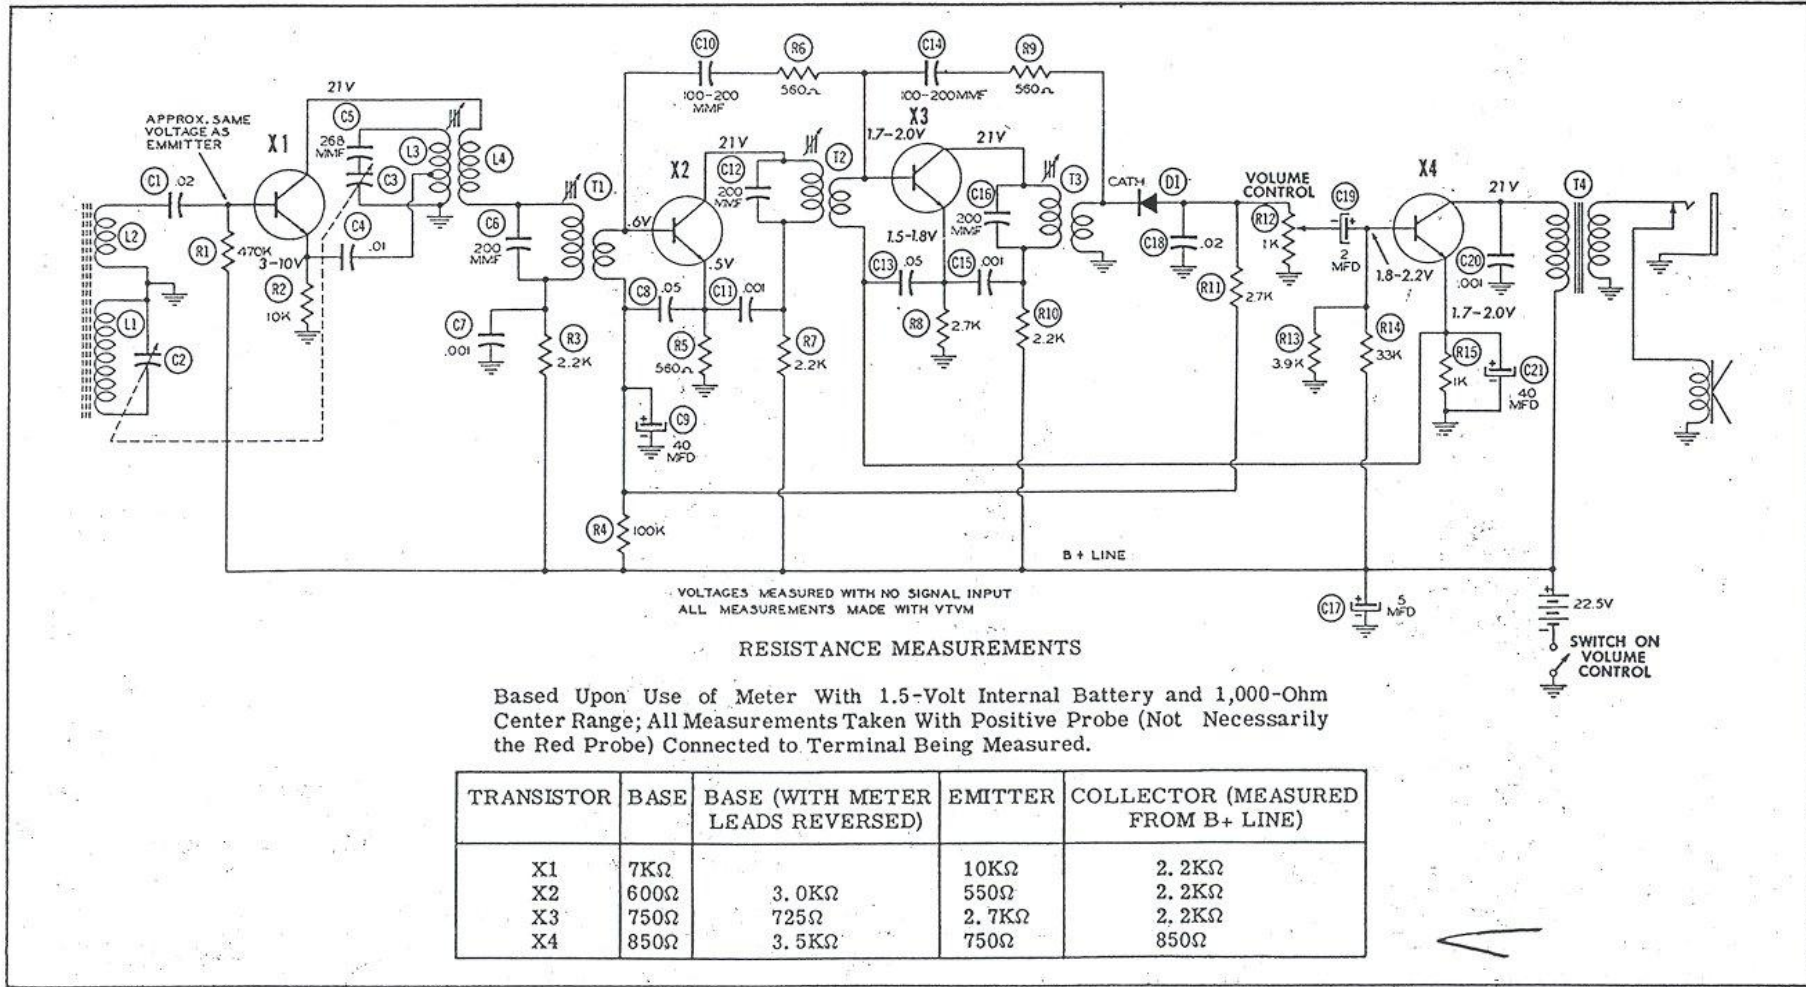 C10
R6
C14
R9
100-200
MMF
560Ω
100-200MMF
560Ω
21V
APPROX. SAME
VOLTAGE AS
EMMITTER
X1
C5
268
MMF
L3
C3
L4
C1
.02
L2
R1
470K
3-10V
C4
.01
R2
10K
L1
C2
T1
C6
200
MMF
C7
.001
R3
2.2K
X2
21V
.6V
.5V
C12
200
MMF
T2
C8
.05
C11
.001
R5
560Ω
R7
2.2K
C9
40
MFD
R4
100K
X3
1.7-2.0V
21V
1.5-1.8V
C16
200
MMF
T3
C13
.05
C15
.001
R8
2.7K
R10
2.2K
CATH
D1
C18
.02
R11
2.7K
VOLUME
CONTROL
R12
1K
C19
2
MFD
X4
21V
1.8-2.2V
C20
.001
1.7-2.0V
T4
R13
3.9K
R14
33K
R15
1K
C21
40
MFD
B + LINE
C17
5
MFD
22.5V
SWITCH ON
VOLUME
CONTROL
VOLTAGES MEASURED WITH NO SIGNAL INPUT
ALL MEASUREMENTS MADE WITH VTVM
RESISTANCE MEASUREMENTS
Based Upon Use of Meter With 1.5-Volt Internal Battery and 1,000-Ohm
Center Range; All Measurements Taken With Positive Probe (Not Necessarily
the Red Probe) Connected to Terminal Being Measured.
TRANSISTOR BASE BASE (WITH METER LEADS REVERSED) EMITTER COLLECTOR (MEASURED FROM B+ LINE)
X1 7KΩ 10KΩ 2.2KΩ
X2 600Ω 3.0KΩ 550Ω 2.2KΩ
X3 750Ω 725Ω 2.7KΩ 2.2KΩ
X4 850Ω 3.5KΩ 750Ω 850Ω